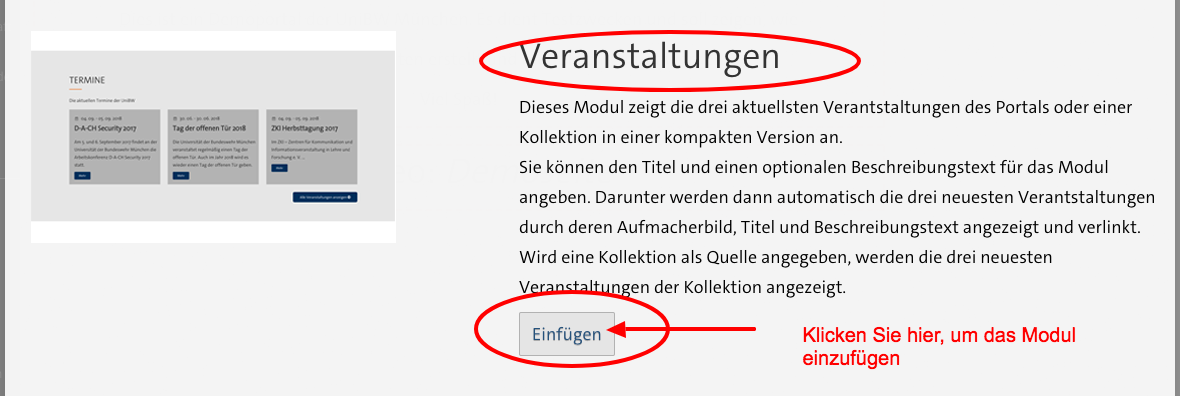 TERMINE
Die aktuellen Termine der UniBW
04. 09. - 05. 09. 2018
D-A-CH Security 2017
Am 5. und 6. September 2017 findet an der
Universität der Bundeswehr München die
Arbeitskonferenz D-A-CH Security 2017
statt.
Mehr
30. 06. - 30. 06. 2018
Tag der offenen Tür 2018
Die Universität der Bundeswehr München
veranstaltet regelmäßig einen Tag der
offenen Tür. Auch im Jahr 2018 wird es
wieder einen Tag der offenen Tür geben.
Mehr
04. 09. - 05. 09. 2018
ZKI Herbsttagung 2017
Im ZKI – Zentren für Kommunikation und
Informationsverarbeitung in Lehre und
Forschung e. V. ...
Mehr
Alle Veranstaltungen anzeigen
Veranstaltungen
Dieses Modul zeigt die drei aktuellsten Verantstaltungen des Portals oder einer
Kollektion in einer kompakten Version an.
Sie können den Titel und einen optionalen Beschreibungstext für das Modul
angeben. Darunter werden dann automatisch die drei neuesten Verantstaltungen
durch deren Aufmacherbild, Titel und Beschreibungstext angezeigt und verlinkt.
Wird eine Kollektion als Quelle angegeben, werden die drei neuesten
Veranstaltungen der Kollektion angezeigt.
Einfügen
Klicken Sie hier, um das Modul
einzufügen